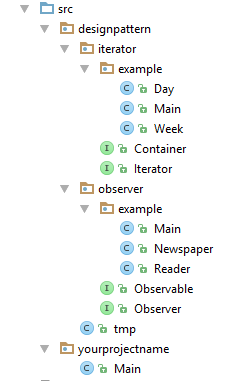 src
designpattern
iterator
example
C Day
C Main
C Week
I Container
I Iterator
observer
example
C Main
C Newspaper
C Reader
I Observable
I Observer
C tmp
yourprojectname
C Main